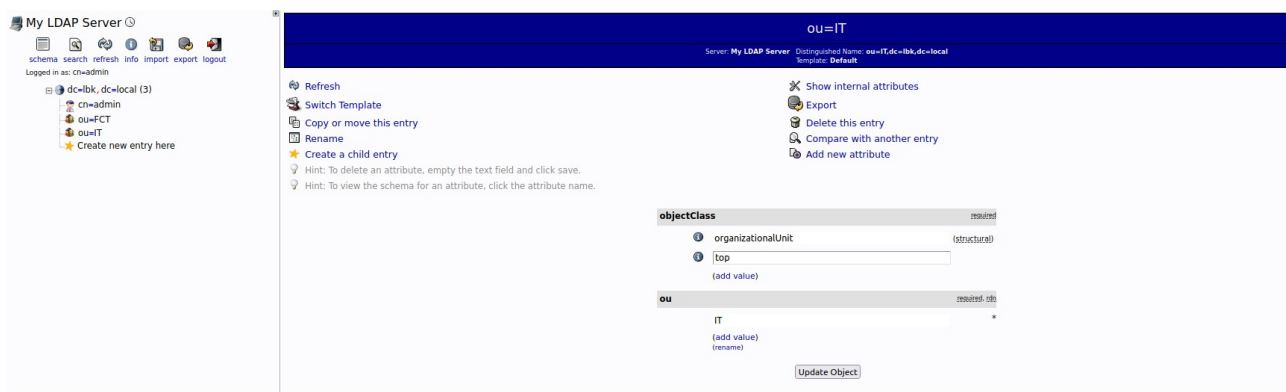 My LDAP Server
schema search refresh info import export logout
Logged in as: cn=admin
dc=lbk, dc=local (3)
cn=admin
ou=FCT
ou=IT
Create new entry here
ou=IT
Server: My LDAP Server Distinguished Name: ou=IT,dc=lbk,dc=local
Template: Default
Refresh
Switch Template
Copy or move this entry
Rename
Create a child entry
Hint: To delete an attribute, empty the text field and click save.
Hint: To view the schema for an attribute, click the attribute name.
Show internal attributes
Export
Delete this entry
Compare with another entry
Add new attribute
objectClass required
organizationalUnit (structural)
top
(add value)
ou required, rdn
IT *
(add value)
(rename)
Update Object